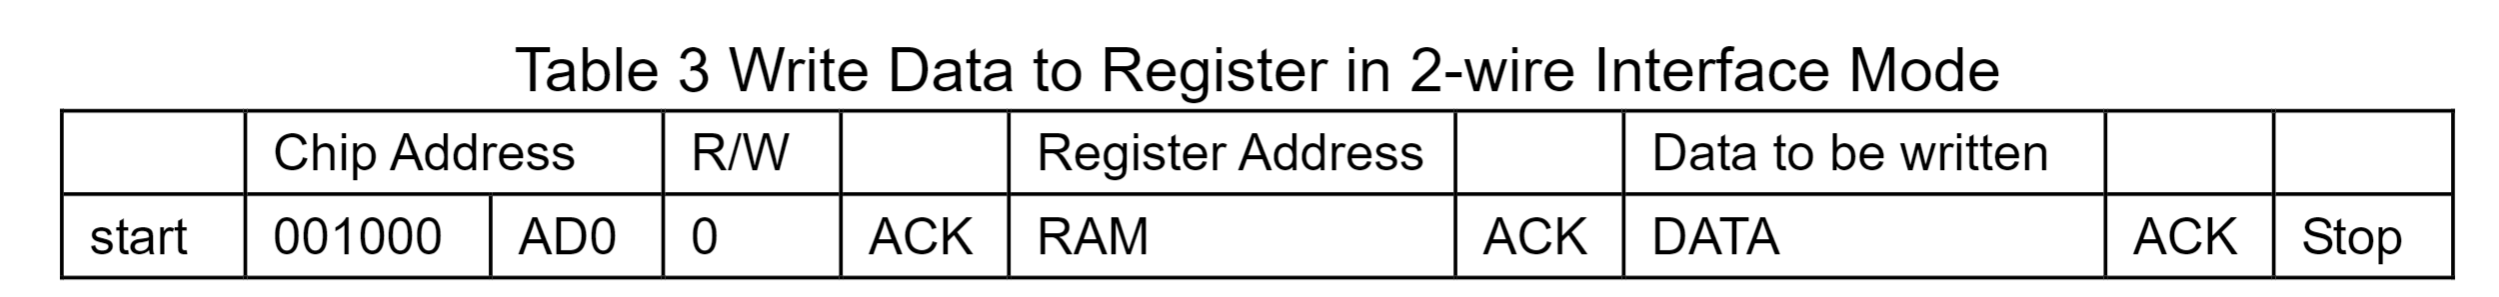 Table 3 Write Data to Register in 2-wire Interface Mode
Chip Address R/W Register Address Data to be written
start 001000 AD0 0 ACK RAM ACK DATA ACK Stop